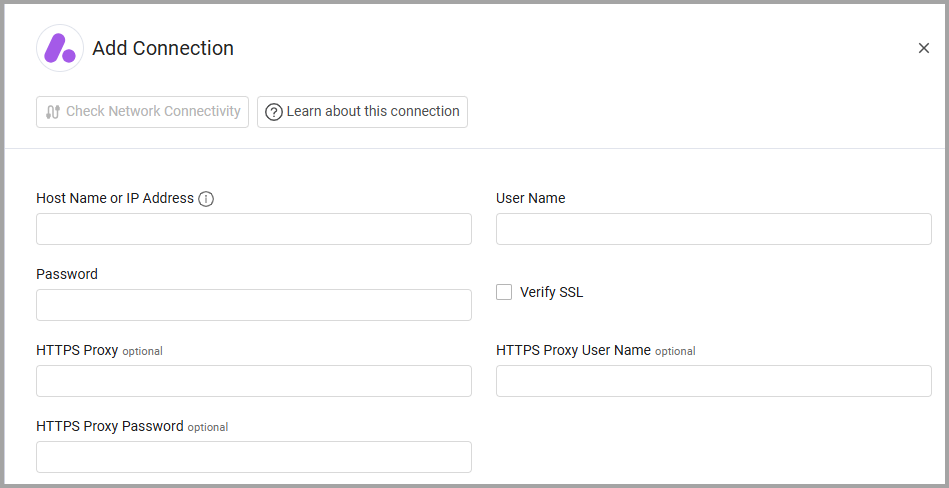 Add Connection
Check Network Connectivity
Learn about this connection
Host Name or IP Address
User Name
Password
Verify SSL
HTTPS Proxy optional
HTTPS Proxy User Name optional
HTTPS Proxy Password optional